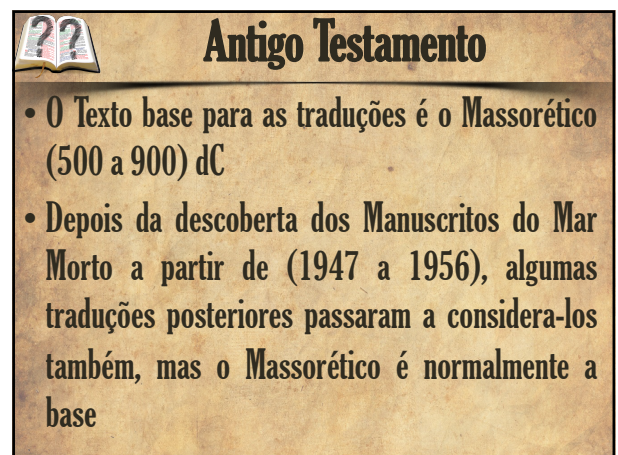 Antigo Testamento
• O Texto base para as traduções é o Massorético
(500 a 900) dC
• Depois da descoberta dos Manuscritos do Mar
Morto a partir de (1947 a 1956), algumas
traduções posteriores passaram a considera-los
também, mas o Massorético é normalmente a
base